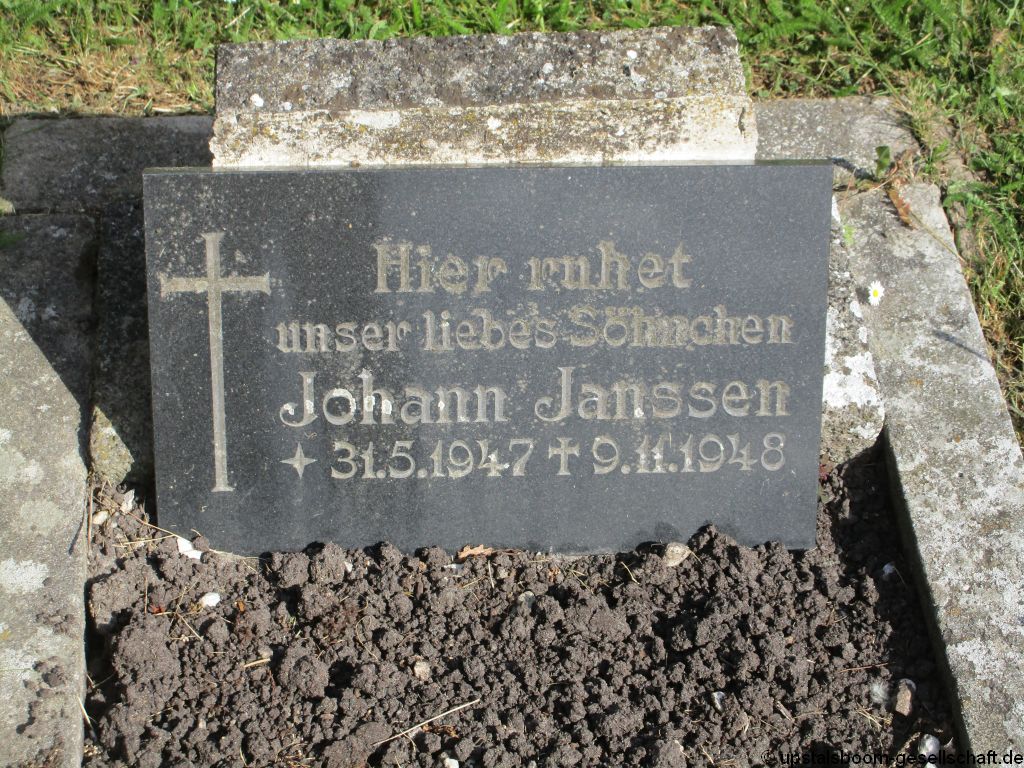 Hier ruhet
unser liebes Söhnchen
Johann Janssen
✦ 31.5.1947 ✝ 9.11.1948
© upstalsboom-gesellschaft.de